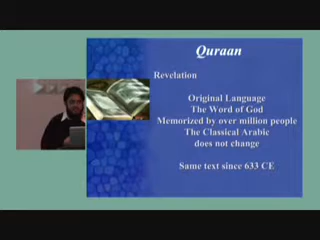 Quraan
Revelation
Original Language
The Word of God
Memorized by over million people
The Classical Arabic
does not change
Same text since 633 CE